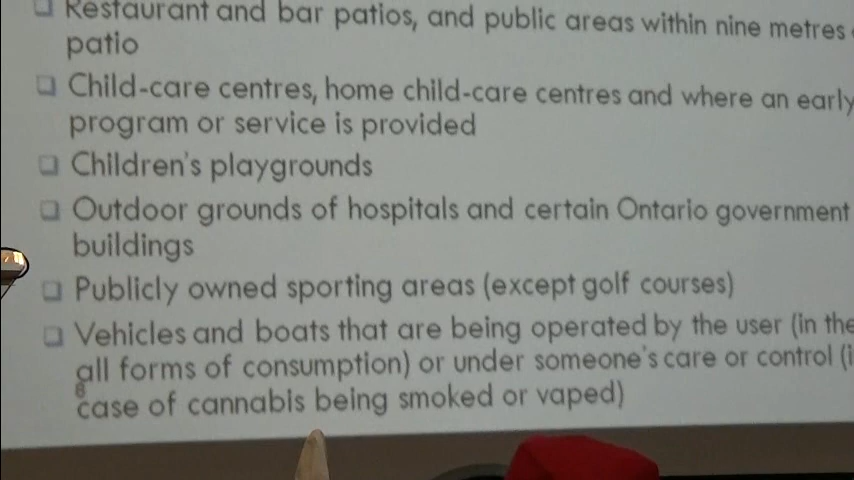 Restaurant and bar patios, and public areas within nine metres
patio
Child-care centres, home child-care centres and where an early
program or service is provided
Children's playgrounds
Outdoor grounds of hospitals and certain Ontario government
buildings
Publicly owned sporting areas (except golf courses)
Vehicles and boats that are being operated by the user (in the
all forms of consumption) or under someone's care or control (i
8
case of cannabis being smoked or vaped)